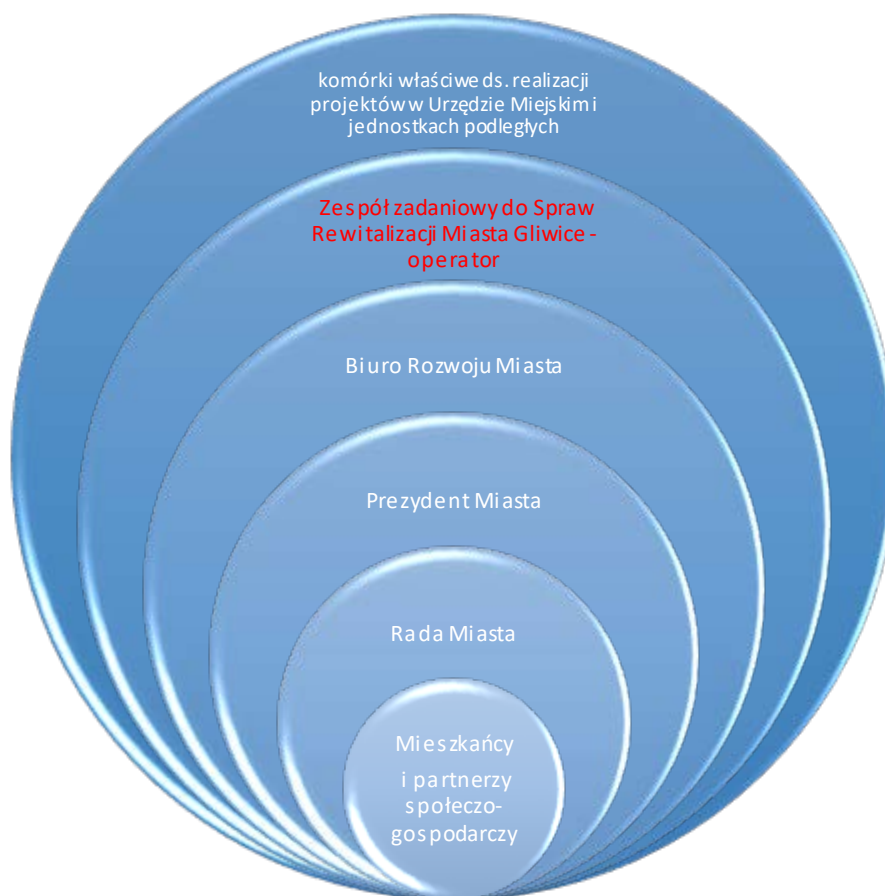 komórki właściwe ds. realizacji
projektów w Urzędzie Miejskim i
jednostkach podległych
Zespół zadaniowy do Spraw
Rewitalizacji Miasta Gliwice -
operator
Biuro Rozwoju Miasta
Prezydent Miasta
Rada Miasta
Mieszkańcy
i partnerzy
społeczo-
gospodarczy